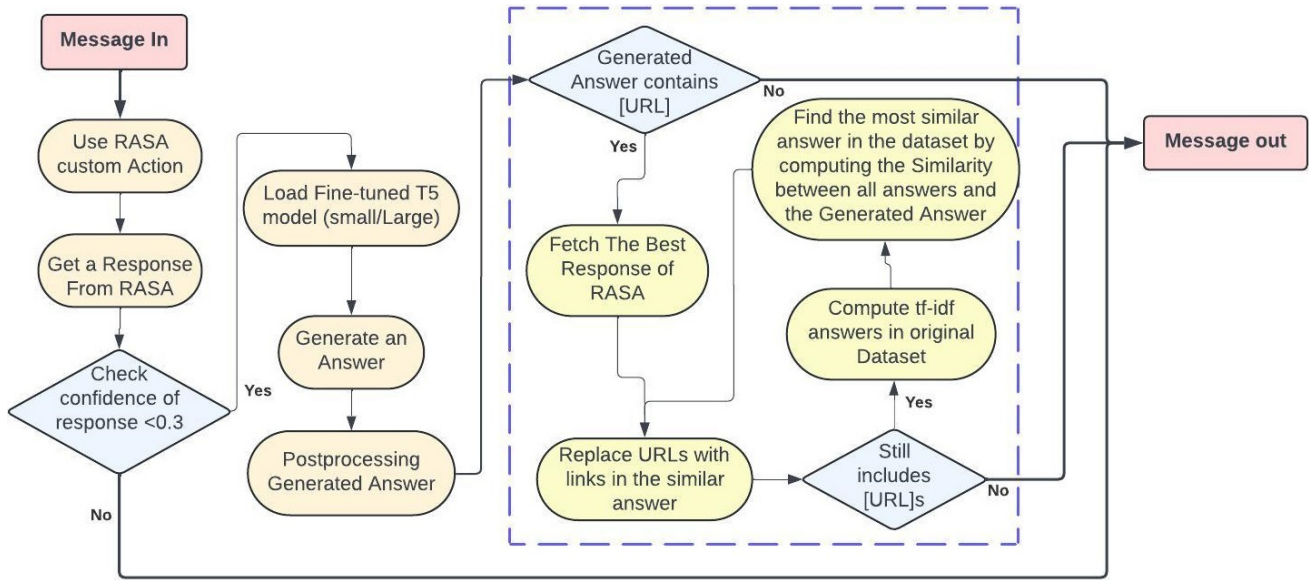 Message In
Use RASA
custom Action
Get a Response
From RASA
Check
confidence of
response <0.3
Yes
No
Load Fine-tuned T5
model (small/Large)
Generate an
Answer
Postprocessing
Generated Answer
Generated
Answer contains
[URL]
No
Yes
Fetch The Best
Response of
RASA
Replace URLs with
links in the similar
answer
Still
includes
[URL]s
No
Yes
Compute tf-idf
answers in original
Dataset
Find the most similar
answer in the dataset by
computing the Similarity
between all answers and
the Generated Answer
Message out